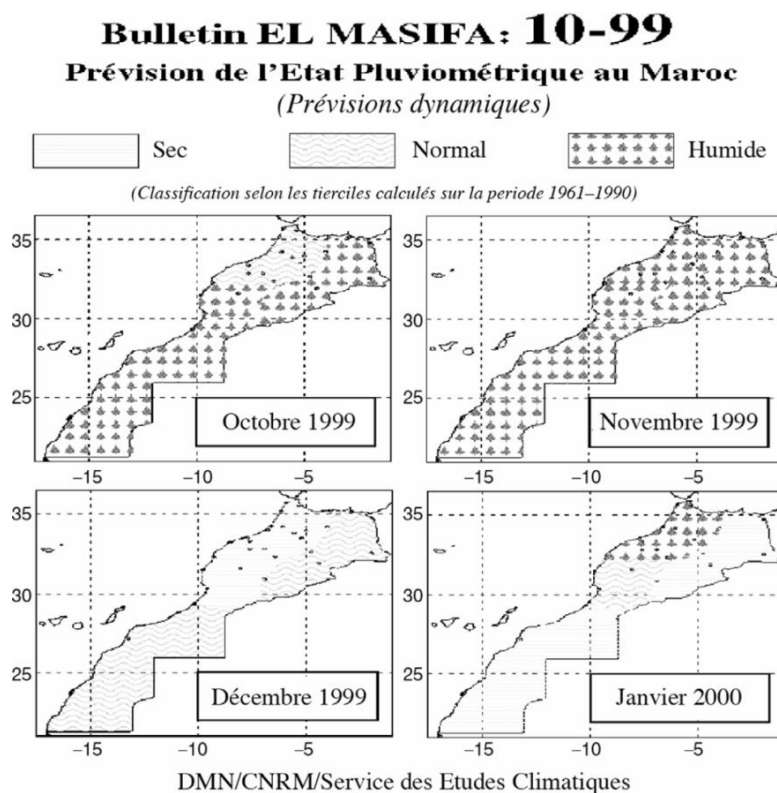 Bulletin EL MASIFA: 10-99
Prévision de l'Etat Pluviométrique au Maroc
(Prévisions dynamiques)
Sec Normal Humide
(Classification selon les tierciles calculés sur la periode 1961–1990)
35
30
25
Octobre 1999
−15 −10 −5
35
30
25
Novembre 1999
−15 −10 −5
35
30
25
Décembre 1999
−15 −10 −5
35
30
25
Janvier 2000
−15 −10 −5
DMN/CNRM/Service des Etudes Climatiques